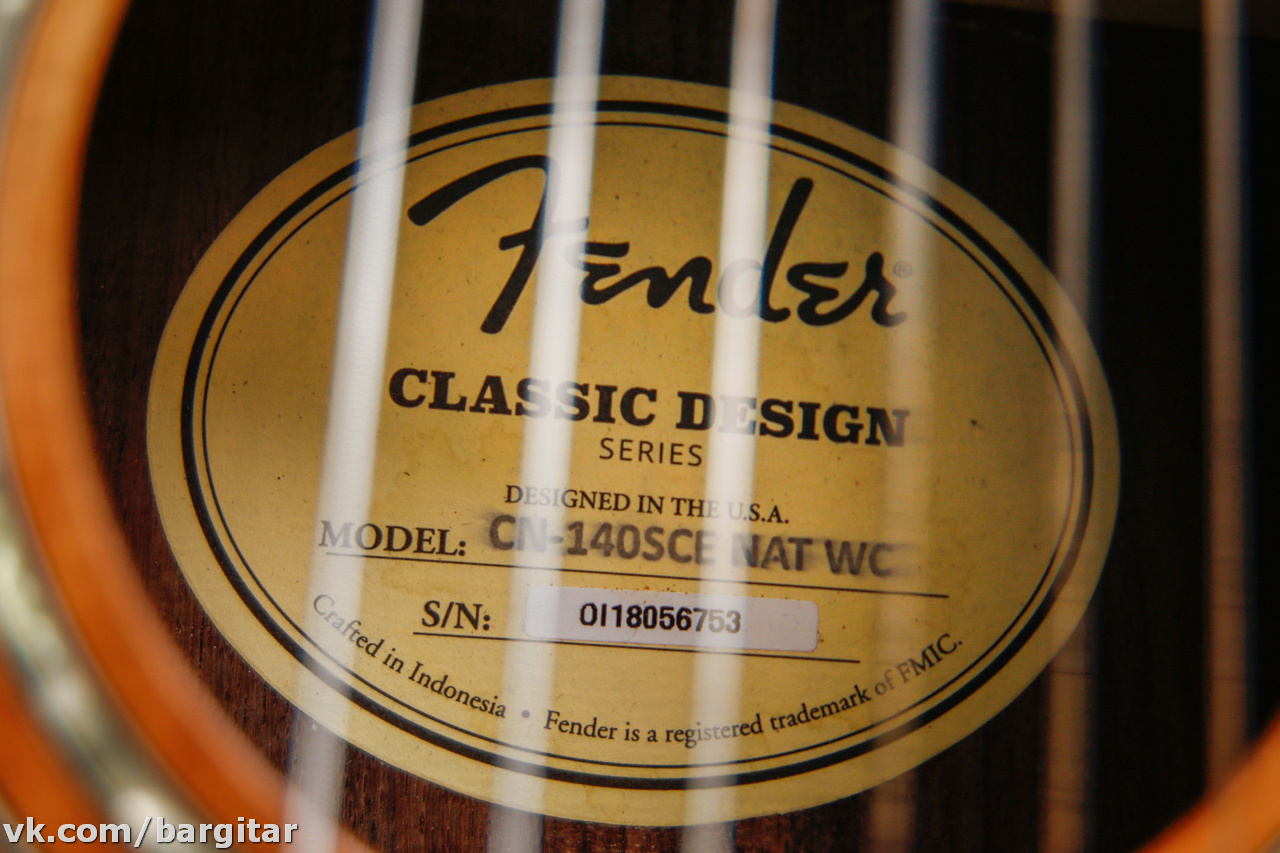 Fender®
CLASSIC DESIGN
SERIES
DESIGNED IN THE U.S.A.
MODEL: CN-140SCE NAT WC
S/N: OI18056753
Crafted in Indonesia • Fender is a registered trademark of FMIC.
vk.com/bargitar